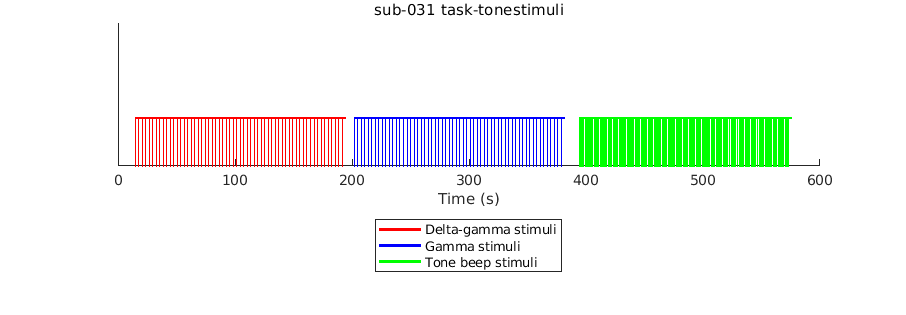 sub-031 task-tonestimuli
0 100 200 300 400 500 600
Time (s)
Delta-gamma stimuli
Gamma stimuli
Tone beep stimuli